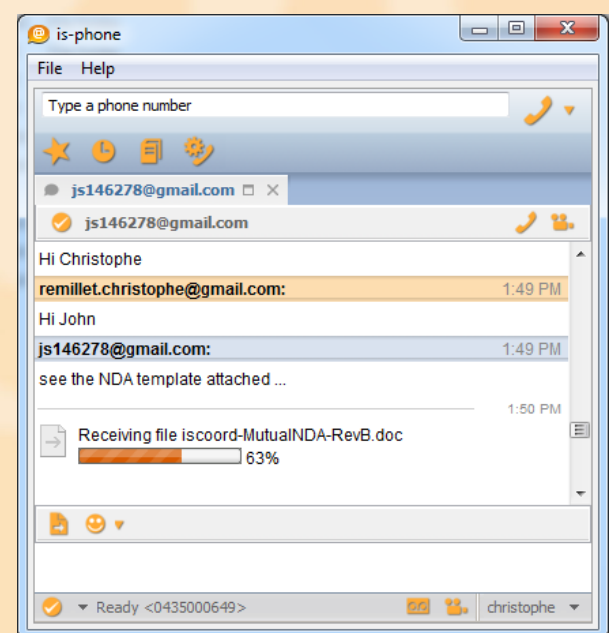 is-phone
File Help
Type a phone number
js146278@gmail.com
js146278@gmail.com
Hi Christophe
remillet.christophe@gmail.com: 1:49 PM
Hi John
js146278@gmail.com: 1:49 PM
see the NDA template attached ...
1:50 PM
Receiving file iscoord-MutualNDA-RevB.doc
63%
Ready <0435000649> christophe